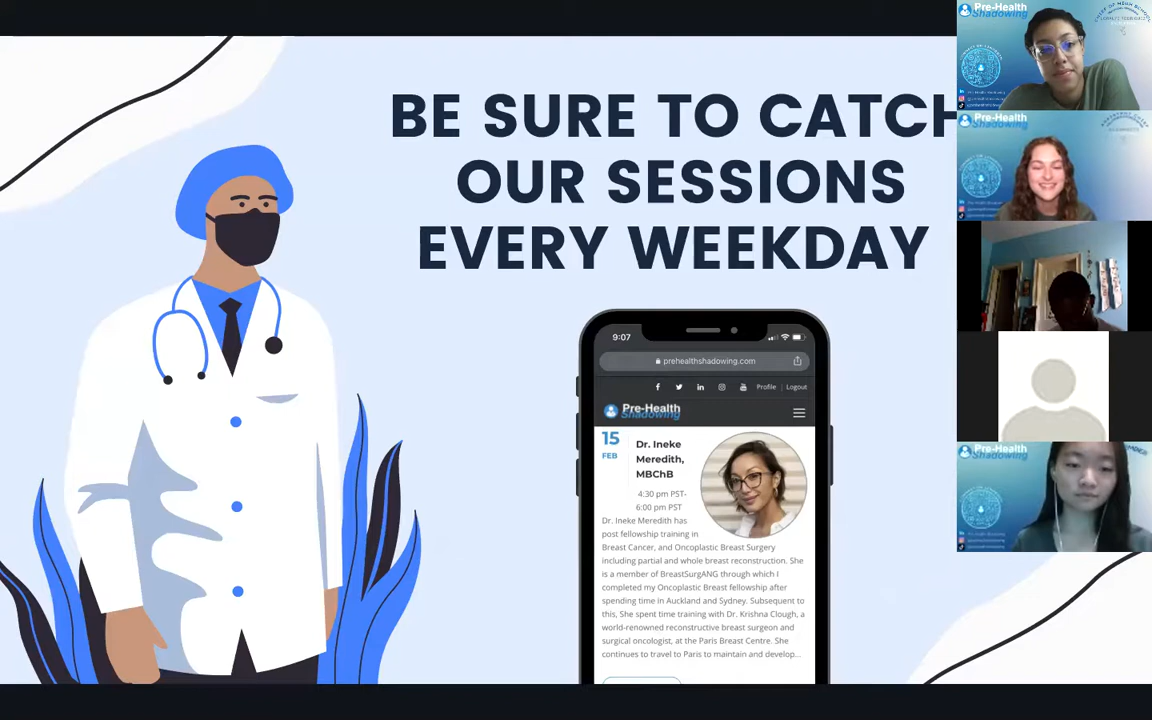 BE SURE TO CATCH
OUR SESSIONS
EVERY WEEKDAY
9:07
prehealthshadowing.com
Profile | Logout
Pre-Health
Shadowing
15
FEB
Dr. Ineke
Meredith,
MBChB
4:30 pm PST-
6:00 pm PST
Dr. Ineke Meredith has
post fellowship training in
Breast Cancer, and Oncoplastic Breast Surgery
including partial and whole breast reconstruction. She
is a member of BreastSurgANG through which I
completed my Oncoplastic Breast fellowship after
spending time in Auckland and Sydney. Subsequent to
this, She spent time training with Dr. Krishna Clough, a
world-renowned reconstructive breast surgeon and
surgical oncologist, at the Paris Breast Centre. She
continues to travel to Paris to maintain and develop...
Pre-Health
Shadowing
Pre-Health
Shadowing
Pre-Health
Shadowing